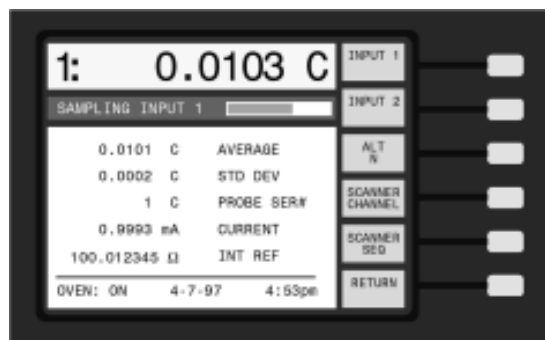 1: 0.0103 C
SAMPLING INPUT 1
0.0101 C AVERAGE
0.0002 C STD DEV
1 C PROBE SER#
0.9993 mA CURRENT
100.012345 Ω INT REF
OVEN: ON 4-7-97 4:53pm
INPUT 1
INPUT 2
ALT
N
SCANNER
CHANNEL
SCANNER
SEQ
RETURN